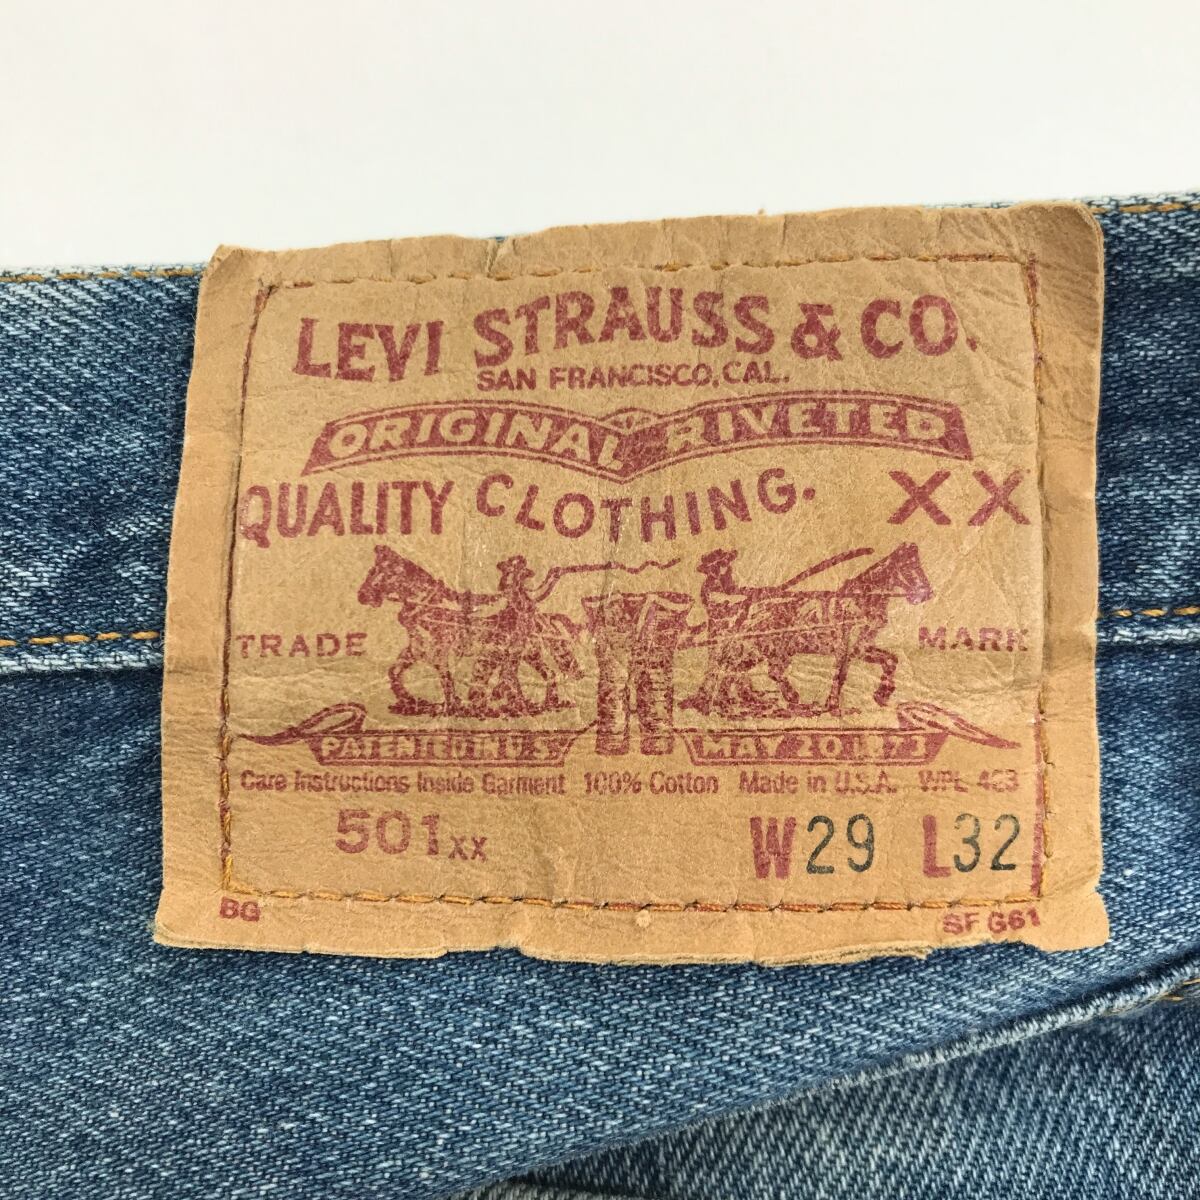 LEVI STRAUSS & CO.
SAN FRANCISCO, CAL.
ORIGINAL RIVETED
QUALITY CLOTHING. XX
TRADE MARK
PATENTED IN U S MAY 20 1873
Care Instructions Inside Garment 100% Cotton Made in U.S.A. WPL 423
501xx W29 L32
BG SF G61